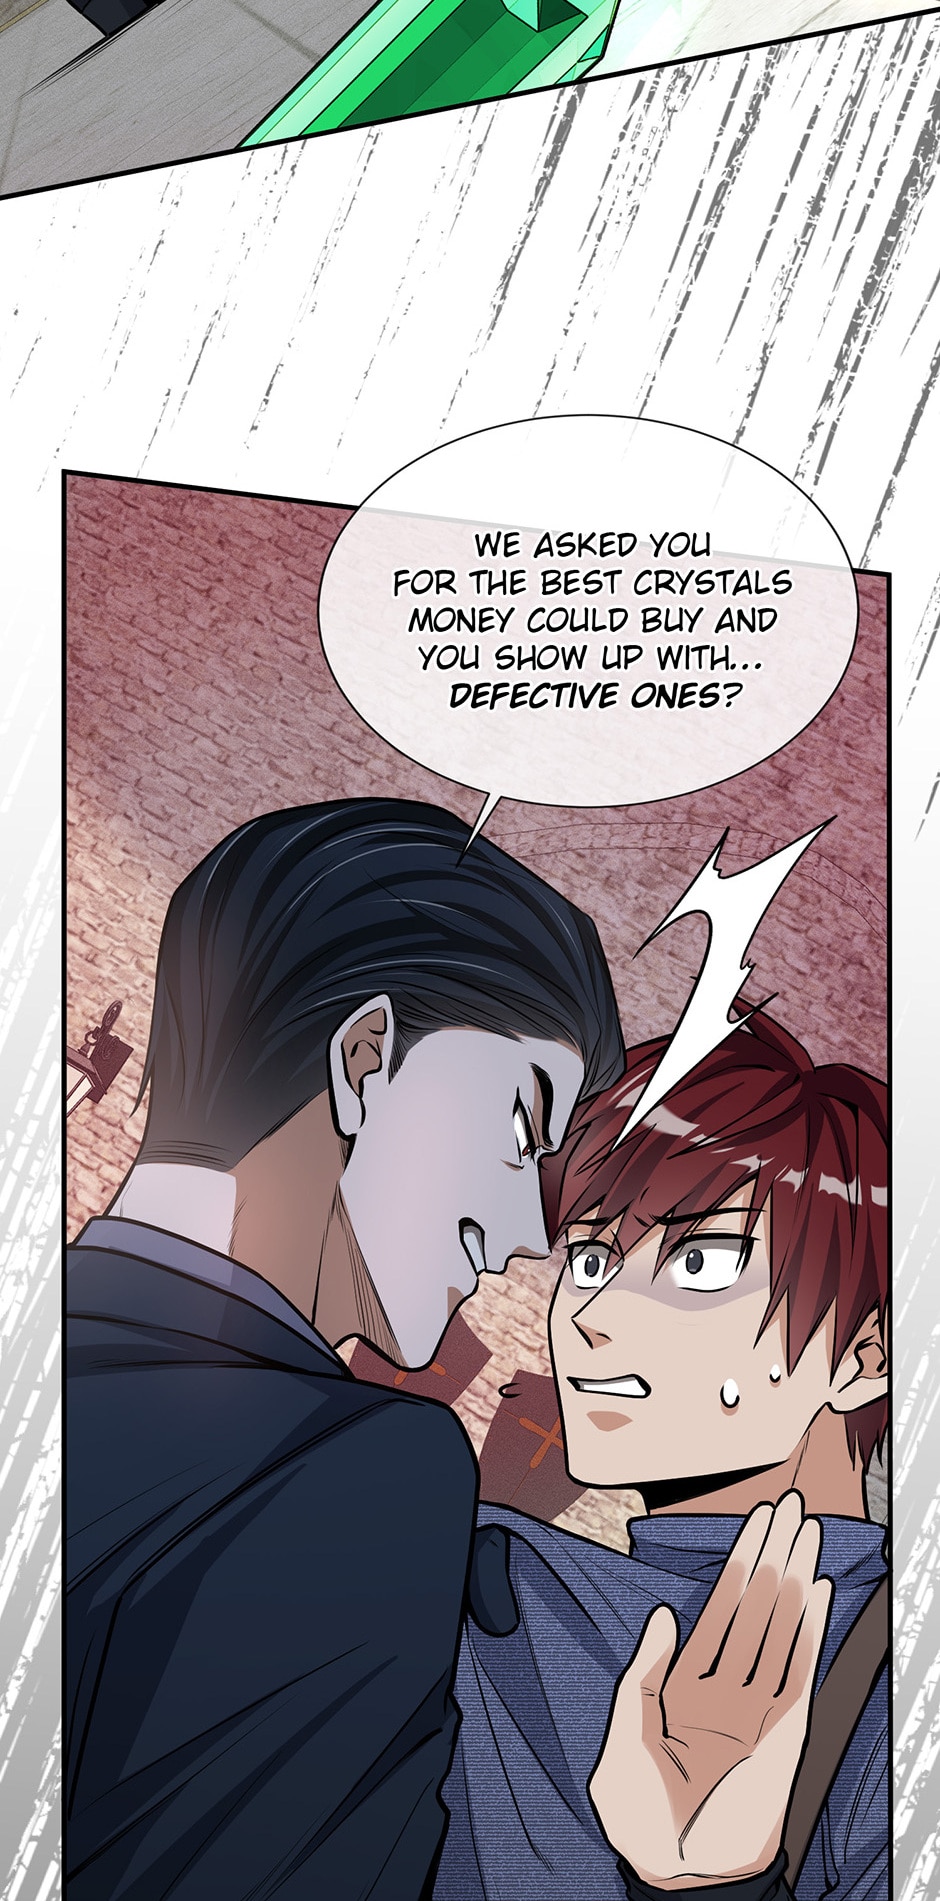 WE ASKED YOU
FOR THE BEST CRYSTALS
MONEY COULD BUY AND
YOU SHOW UP WITH...
DEFECTIVE ONES?